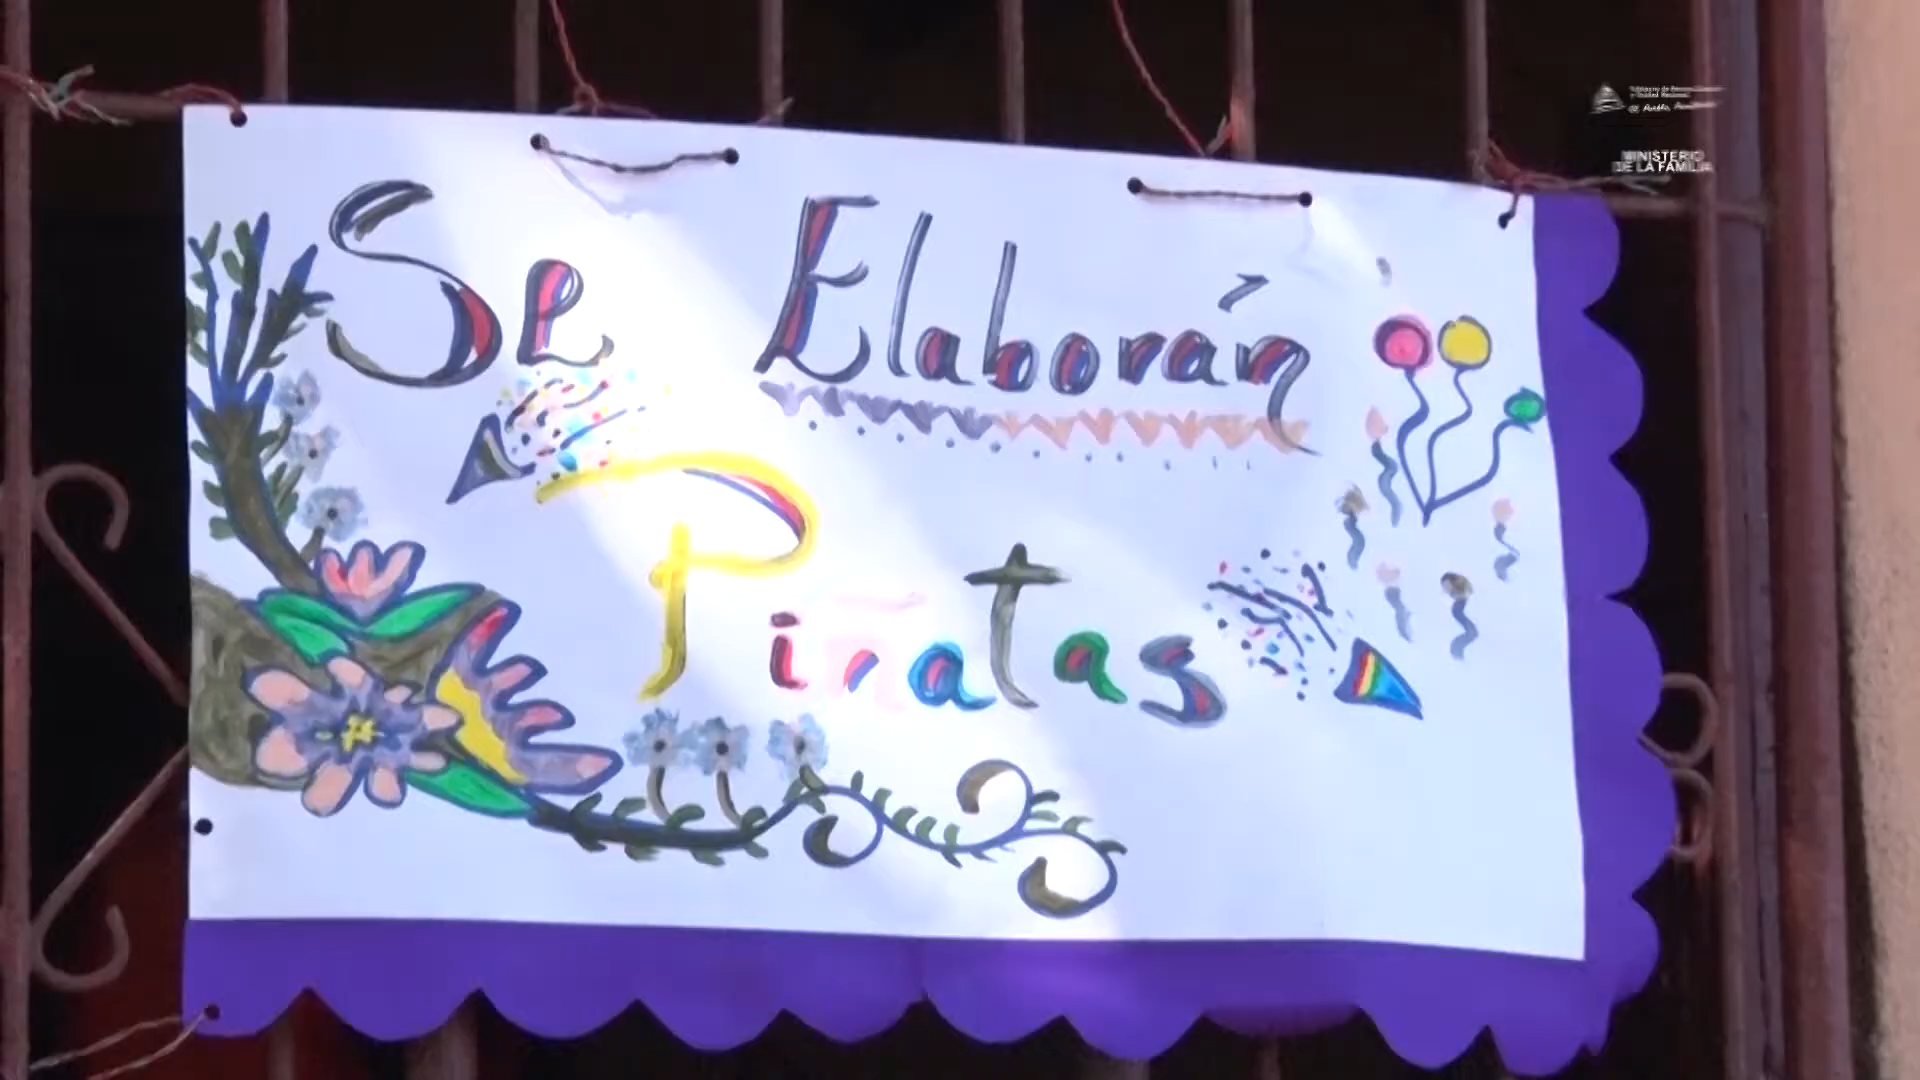 Se Elaborán
Piñatas
MINISTERIO
DE LA FAMILIA